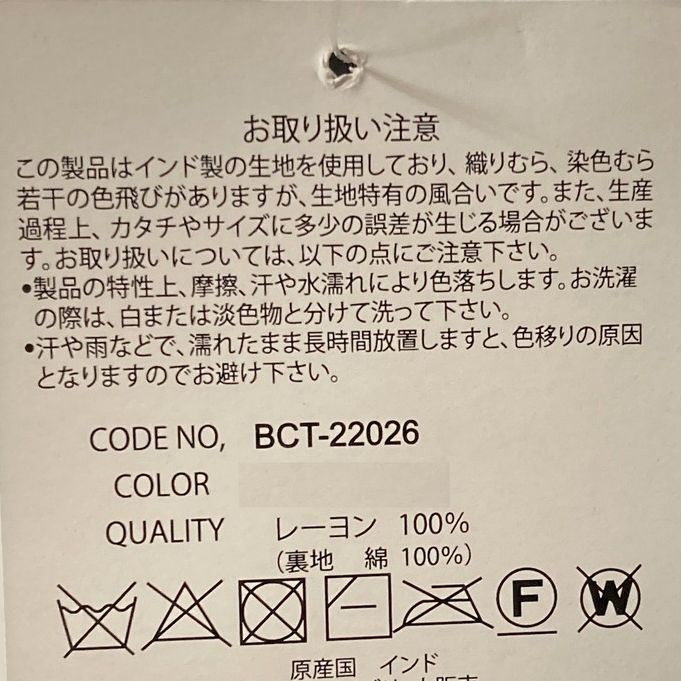 お取り扱い注意
この製品はインド製の生地を使用しており、織りむら、染色むら
若干の色飛びがありますが、生地特有の風合いです。また、生産
過程上、カタチやサイズに多少の誤差が生じる場合がございま
す。お取り扱いについては、以下の点にご注意下さい。
•製品の特性上、摩擦、汗や水濡れにより色落ちします。お洗濯
の際は、白または淡色物と分けて洗って下さい。
•汗や雨などで、濡れたまま長時間放置しますと、色移りの原因
となりますのでお避け下さい。
CODE NO, BCT-22026
COLOR
QUALITY レーヨン 100%
(裏地 綿 100%)
F W
原産国 インド